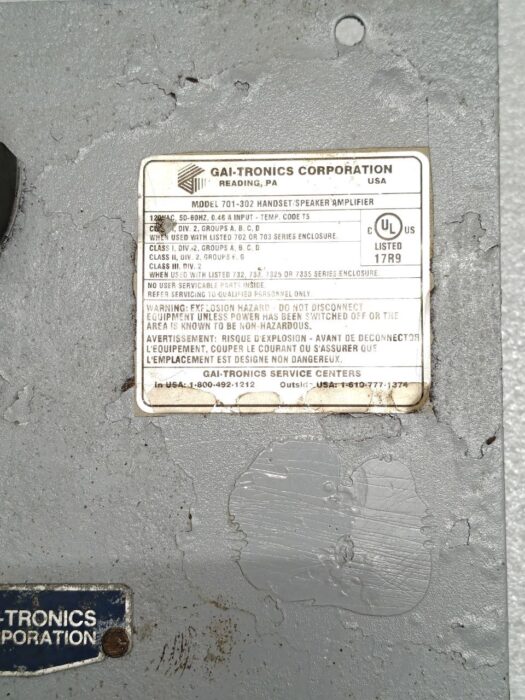 GAI-TRONICS CORPORATION
READING, PA USA
MODEL 701-302 HANDSET/SPEAKER AMPLIFIER
120VAC, 50-60HZ, 0.46 A INPUT - TEMP. CODE T5
I, DIV. 2, GROUPS A, B, C, D
WHEN USED WITH LISTED 702 OR 703 SERIES ENCLOSURE.
CLASS I, DIV. 2, GROUPS A, B, C, D
CLASS II, DIV. 2, GROUPS F, G
CLASS III, DIV. 2
WHEN USED WITH LISTED 732, 733, 7325 OR 7335 SERIES ENCLOSURE.
C UL US
LISTED
17R9
NO USER SERVICABLE PARTS INSIDE.
REFER SERVICING TO QUALIFIED PERSONNEL ONLY.
WARNING: EXPLOSION HAZARD - DO NOT DISCONNECT
EQUIPMENT UNLESS POWER HAS BEEN SWITCHED OFF OR THE
AREA IS KNOWN TO BE NON-HAZARDOUS.
AVERTISSEMENT: RISQUE D'EXPLOSION - AVANT DE DECONNECTOR
L'EQUIPEMENT, COUPER LE COURANT OU S'ASSURER QUE
L'EMPLACEMENT EST DESIGNE NON DANGEREUX.
GAI-TRONICS SERVICE CENTERS
In USA: 1-800-492-1212 Outside USA: 1-610-777-1374
-TRONICS
PORATION